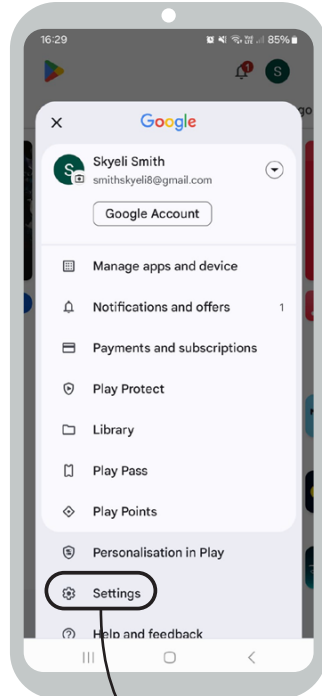 16:29 85%
S
go
Google
S Skyeli Smith
smithskyeli8@gmail.com
Google Account
Manage apps and device
Notifications and offers 1
Payments and subscriptions
Play Protect
Library
Play Pass
Play Points
Personalisation in Play
Settings
Help and feedback